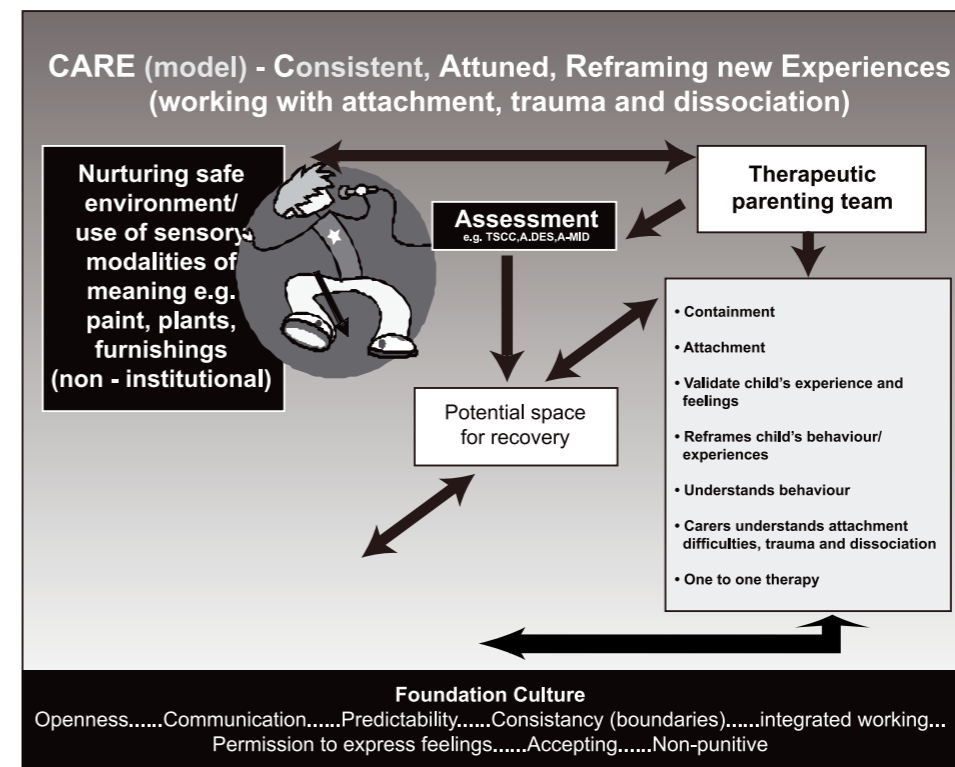 CARE (model) - Consistent, Attuned, Reframing new Experiences
(working with attachment, trauma and dissociation)
Nurturing safe
environment/
use of sensory
modalities of
meaning e.g.
paint, plants,
furnishings
(non - institutional)
Assessment
e.g. TSCC,A.DES,A-MID
Therapeutic
parenting team
Potential space
for recovery
• Containment
• Attachment
• Validate child's experience and
feelings
• Reframes child's behaviour/
experiences
• Understands behaviour
• Carers understands attachment
difficulties, trauma and dissociation
• One to one therapy
Foundation Culture
Openness......Communication......Predictability......Consistancy (boundaries)......integrated working...
Permission to express feelings......Accepting......Non-punitive